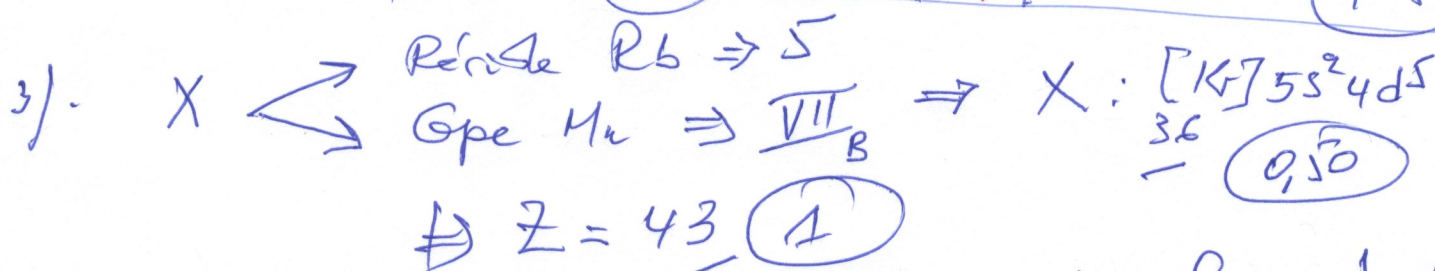 3/. X Période Rb ⇒ 5
Gpe Mn ⇒ VII_B ⇒ X : [Kr] 5s² 4d⁵
36 0,50
⇒ Z = 43 1